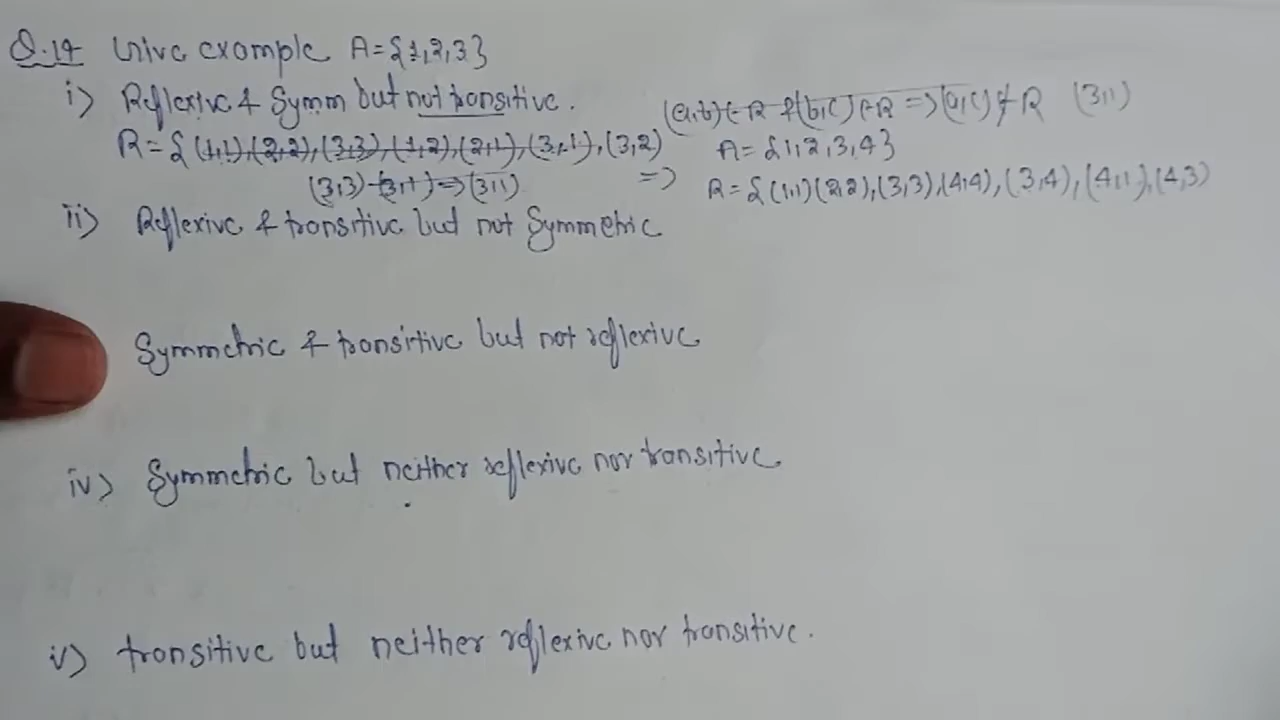 Q.14 Give example A={1,2,3}
i) Reflexive & Symm but not transitive.
R={(1,1),(2,2),(3,3),(1,2),(2,1),(3,1),(3,2)
(3,3) (3,1)=>(3,1)
(a,b)∈R &(b,c)∈R=>(a,c)∉R (3,1)
A={1,2,3,4}
=> R={(1,1)(2,2),(3,3),(4,4),(3,4),(4,1),(4,3)
ii) Reflexive & transitive but not Symmetric
Symmetric & transitive but not reflexive
iv) Symmetric but neither reflexive nor transitive
v) transitive but neither reflexive nor transitive.